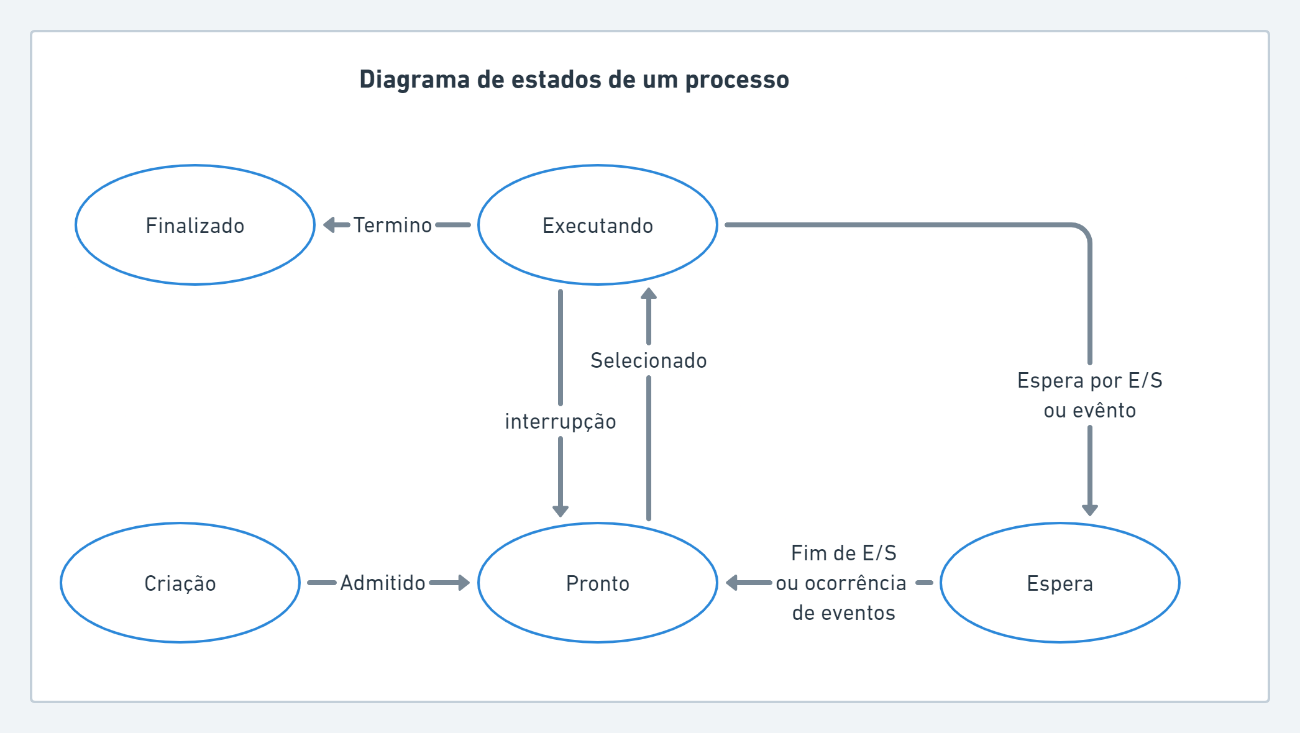 Diagrama de estados de um processo
Finalizado
Termino
Executando
Selecionado
Espera por E/S
ou evênto
interrupção
Criação
Admitido
Pronto
Fim de E/S
ou ocorrência
de eventos
Espera